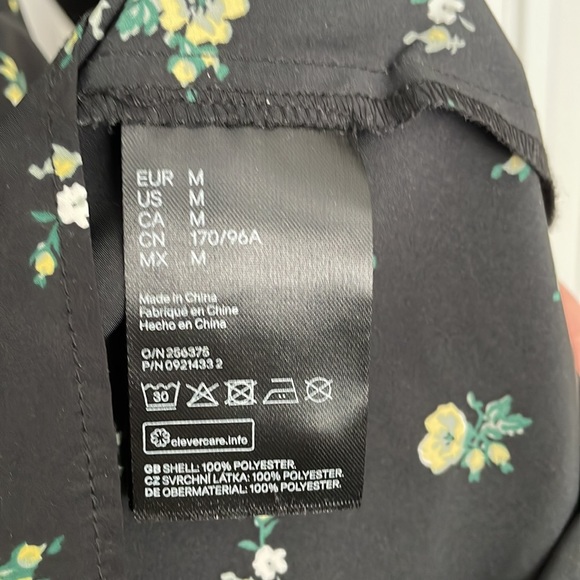 EUR M
US M
CA M
CN 170/96A
MX M
Made in China
Fabriqué en Chine
Hecho en China
O/N 256375
P/N 0921433 2
30
clevercare.info
GB SHELL: 100% POLYESTER.
CZ SVRCHNÍ LÁTKA: 100% POLYESTER.
DE OBERMATERIAL: 100% POLYESTER.